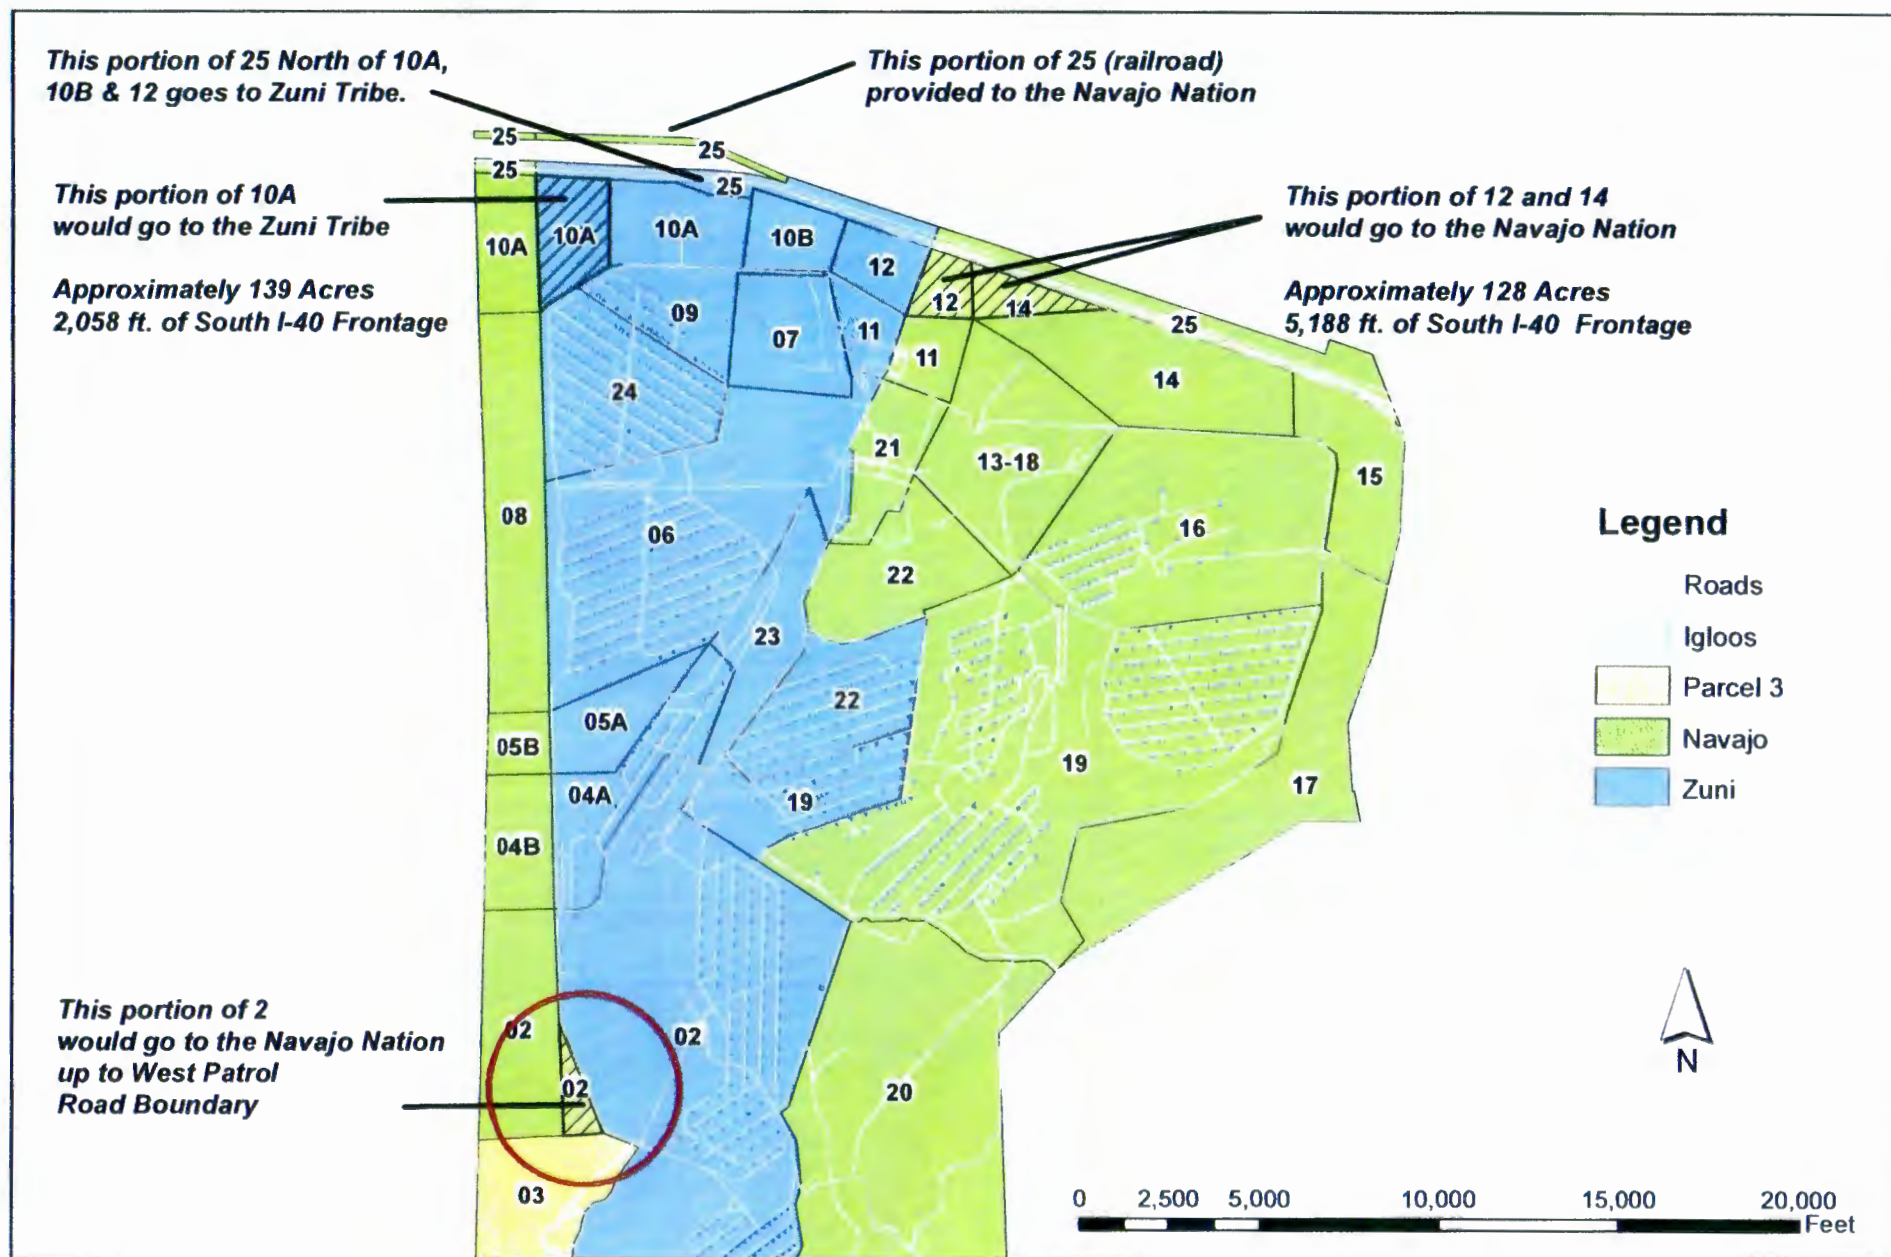 This portion of 25 North of 10A,
10B & 12 goes to Zuni Tribe.
This portion of 25 (railroad)
provided to the Navajo Nation
This portion of 10A
would go to the Zuni Tribe
Approximately 139 Acres
2,058 ft. of South I-40 Frontage
This portion of 12 and 14
would go to the Navajo Nation
Approximately 128 Acres
5,188 ft. of South I-40 Frontage
25
25
25
25
10A
10A
10A
10B
12
12
14
25
09
07
11
11
14
24
21
13-18
15
08
06
16
22
23
22
05A
05B
19
19
17
04A
04B
02
02
02
20
03
Legend
Roads
Igloos
Parcel 3
Navajo
Zuni
This portion of 2
would go to the Navajo Nation
up to West Patrol
Road Boundary
N
0 2,500 5,000 10,000 15,000 20,000
Feet